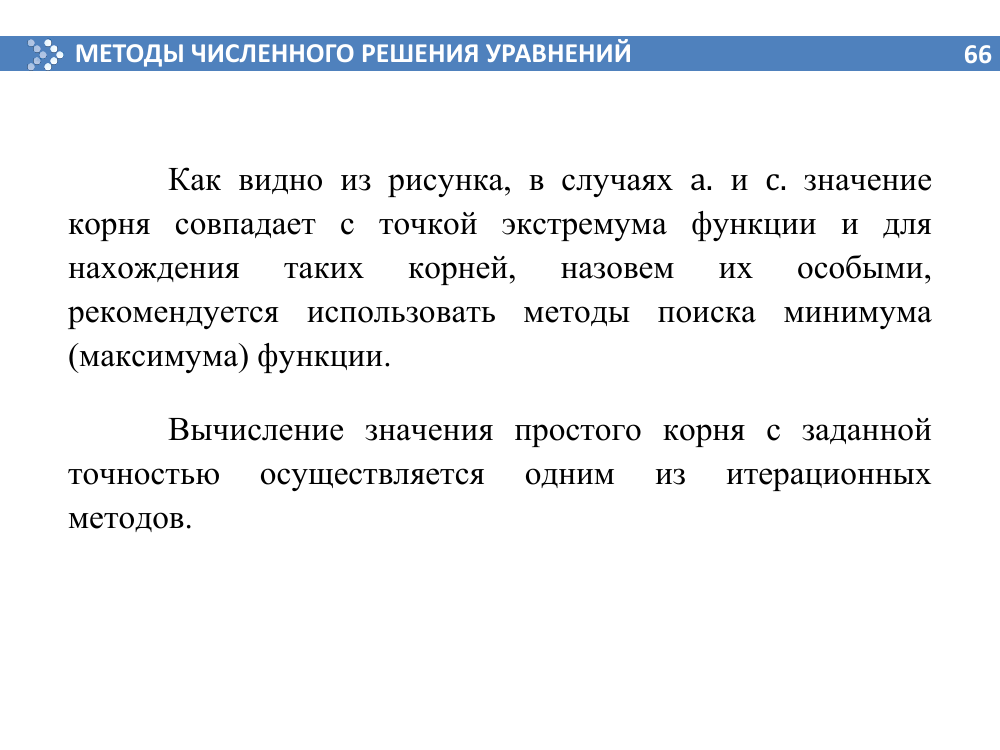 МЕТОДЫ ЧИСЛЕННОГО РЕШЕНИЯ УРАВНЕНИЙ 66
Как видно из рисунка, в случаях а. и с. значение
корня совпадает с точкой экстремума функции и для
нахождения таких корней, назовем их особыми,
рекомендуется использовать методы поиска минимума
(максимума) функции.
Вычисление значения простого корня с заданной
точностью осуществляется одним из итерационных
методов.